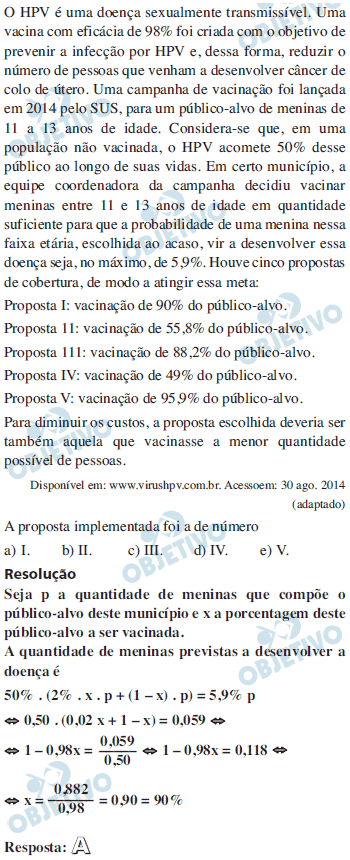 O HPV é uma doença sexualmente transmissível. Uma
vacina com eficácia de 98% foi criada com o objetivo de
prevenir a infecção por HPV e, dessa forma, reduzir o
número de pessoas que venham a desenvolver câncer de
colo de útero. Uma campanha de vacinação foi lançada
em 2014 pelo SUS, para um público-alvo de meninas de
11 a 13 anos de idade. Considera-se que, em uma
população não vacinada, o HPV acomete 50% desse
público ao longo de suas vidas. Em certo município, a
equipe coordenadora da campanha decidiu vacinar
meninas entre 11 e 13 anos de idade em quantidade
suficiente para que a probabilidade de uma menina nessa
faixa etária, escolhida ao acaso, vir a desenvolver essa
doença seja, no máximo, de 5,9%. Houve cinco propostas
de cobertura, de modo a atingir essa meta:
Proposta I: vacinação de 90% do público-alvo.
Proposta 11: vacinação de 55,8% do público-alvo.
Proposta 111: vacinação de 88,2% do público-alvo.
Proposta IV: vacinação de 49% do público-alvo.
Proposta V: vacinação de 95,9% do público-alvo.
Para diminuir os custos, a proposta escolhida deveria ser
também aquela que vacinasse a menor quantidade
possível de pessoas.
Disponível em: www.virushpv.com.br. Acessoem: 30 ago. 2014
(adaptado)
A proposta implementada foi a de número
a) I. b) II. c) III. d) IV. e) V.
Resolução
Seja p a quantidade de meninas que compõe o
público-alvo deste município e x a porcentagem deste
público-alvo a ser vacinada.
A quantidade de meninas previstas a desenvolver a
doença é
50% . (2% . x . p + (1 – x) . p) = 5,9% p
⇔ 0,50 . (0,02 x + 1 – x) = 0,059 ⇔
⇔ 1 – 0,98x = 0,059 / 0,50 ⇔ 1 – 0,98x = 0,118 ⇔
⇔ x = 0,882 / 0,98 = 0,90 = 90%
Resposta: A
OBJETIVO
OBJETIVO
OBJETIVO
OBJETIVO
OBJETIVO
OBJETIVO
OBJETIVO
OBJETIVO